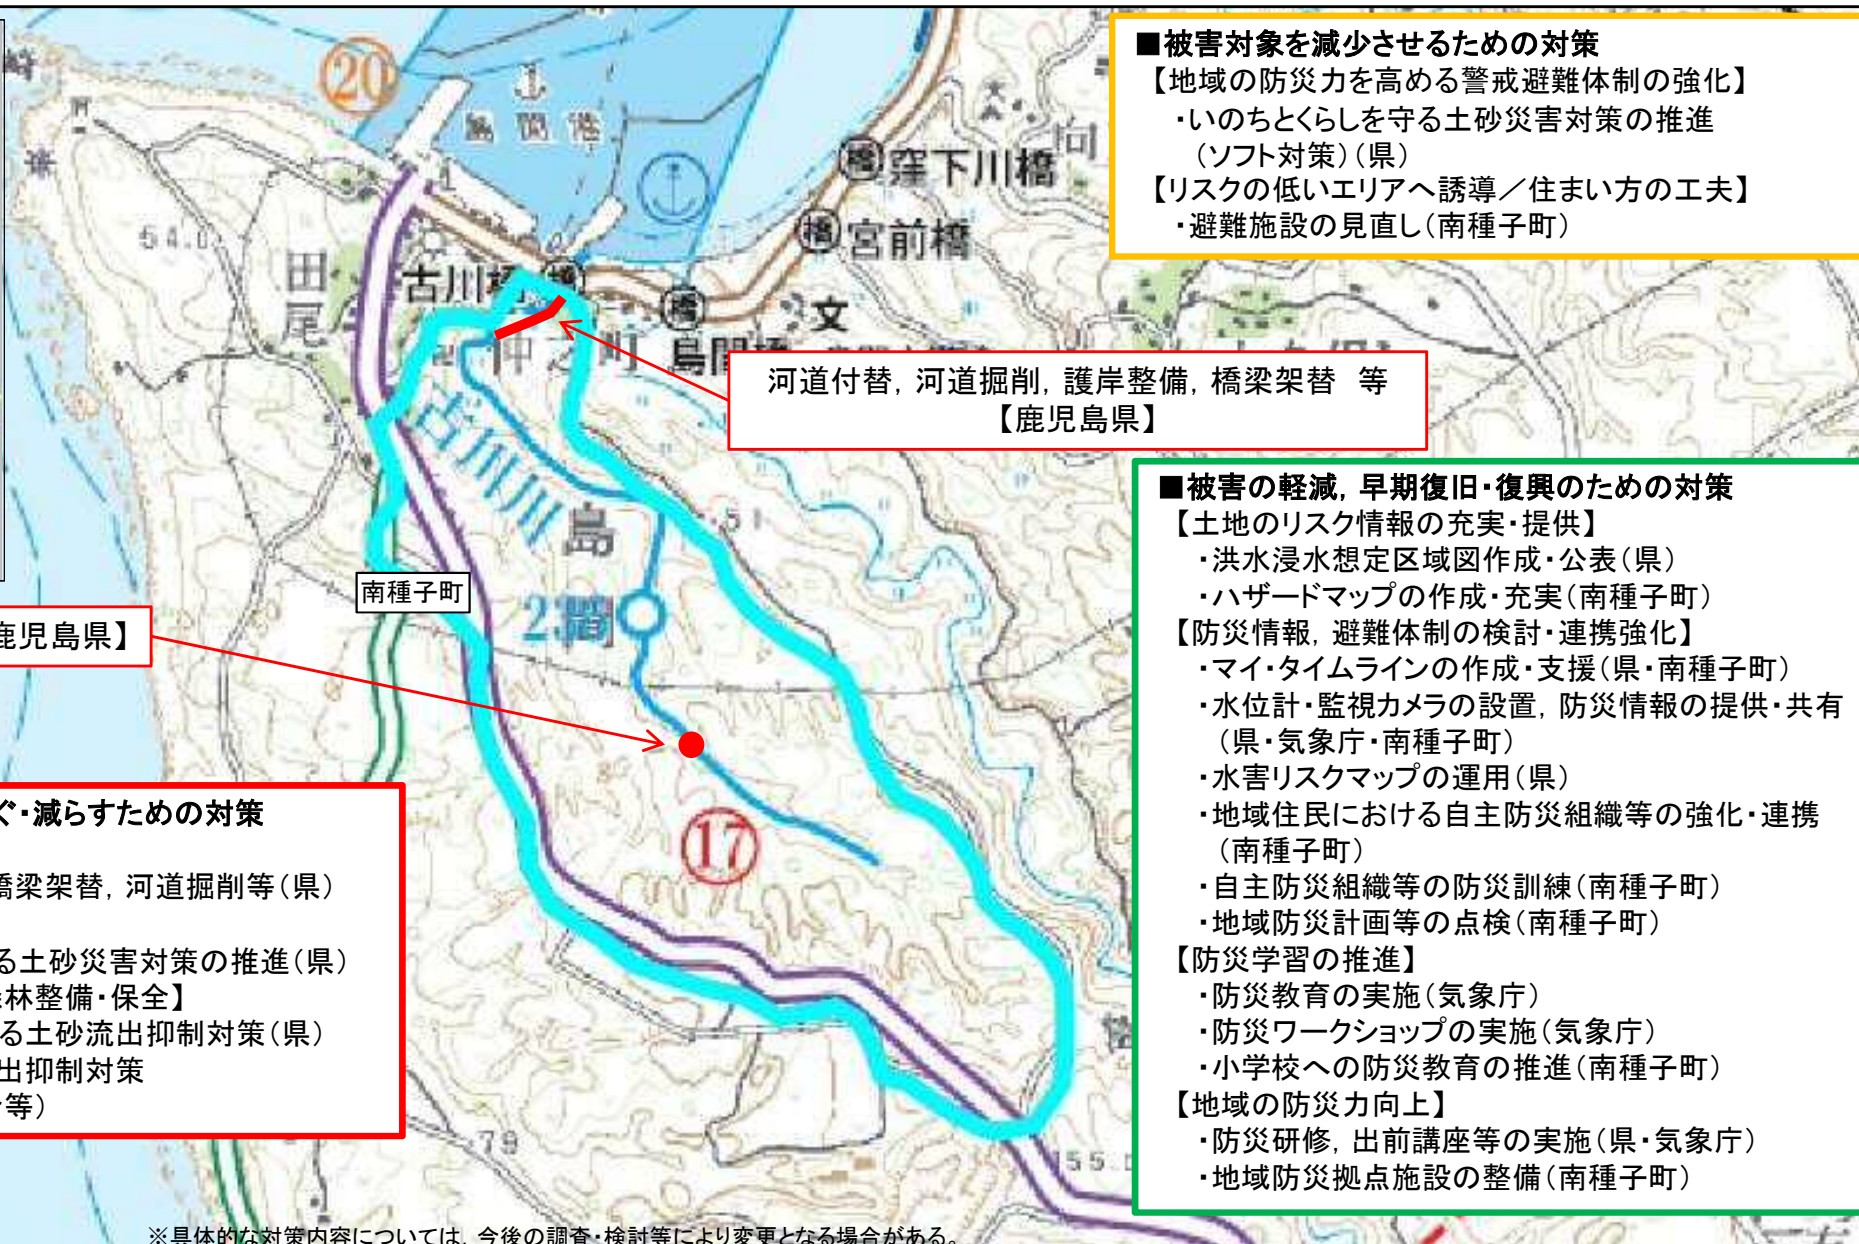 ■被害対象を減少させるための対策
【地域の防災力を高める警戒避難体制の強化】
・いのちとくらしを守る土砂災害対策の推進
（ソフト対策）（県）
【リスクの低いエリアへ誘導／住まい方の工夫】
・避難施設の見直し（南種子町）
⑳
島間港
窪下川橋
向
宮前橋
54.0
田尾
古川橋
橋
橋
橋
橋
文
仲之町
島間橋
河道付替，河道掘削，護岸整備，橋梁架替　等
【鹿児島県】
古川川
島間
51
23
南種子町
鹿児島県】
⑰
■被害の軽減，早期復旧・復興のための対策
【土地のリスク情報の充実・提供】
・洪水浸水想定区域図作成・公表（県）
・ハザードマップの作成・充実（南種子町）
【防災情報，避難体制の検討・連携強化】
・マイ・タイムラインの作成・支援（県・南種子町）
・水位計・監視カメラの設置，防災情報の提供・共有
（県・気象庁・南種子町）
・水害リスクマップの運用（県）
・地域住民における自主防災組織等の強化・連携
（南種子町）
・自主防災組織等の防災訓練（南種子町）
・地域防災計画等の点検（南種子町）
【防災学習の推進】
・防災教育の実施（気象庁）
・防災ワークショップの実施（気象庁）
・小学校への防災教育の推進（南種子町）
【地域の防災力向上】
・防災研修，出前講座等の実施（県・気象庁）
・地域防災拠点施設の整備（南種子町）
ぐ・減らすための対策
橋梁架替，河道掘削等（県）
る土砂災害対策の推進（県）
森林整備・保全】
る土砂流出抑制対策（県）
出抑制対策
等）
79
155.
※具体的な対策内容については，今後の調査・検討等により変更となる場合がある。